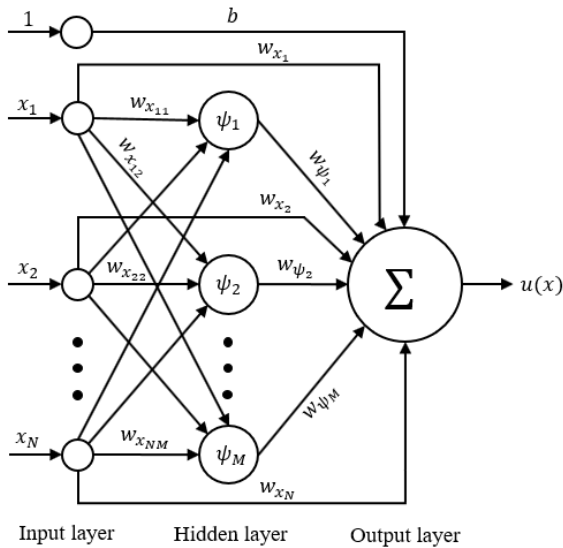 1 b
w_{x_1}
x_1 w_{x_{11}} ψ_1
w_{x_{12}} w_{ψ_1}
w_{x_2}
x_2 w_{x_{22}} ψ_2 w_{ψ_2} Σ u(x)
w_{ψ_M}
x_N w_{x_{NM}} ψ_M
w_{x_N}
Input layer Hidden layer Output layer